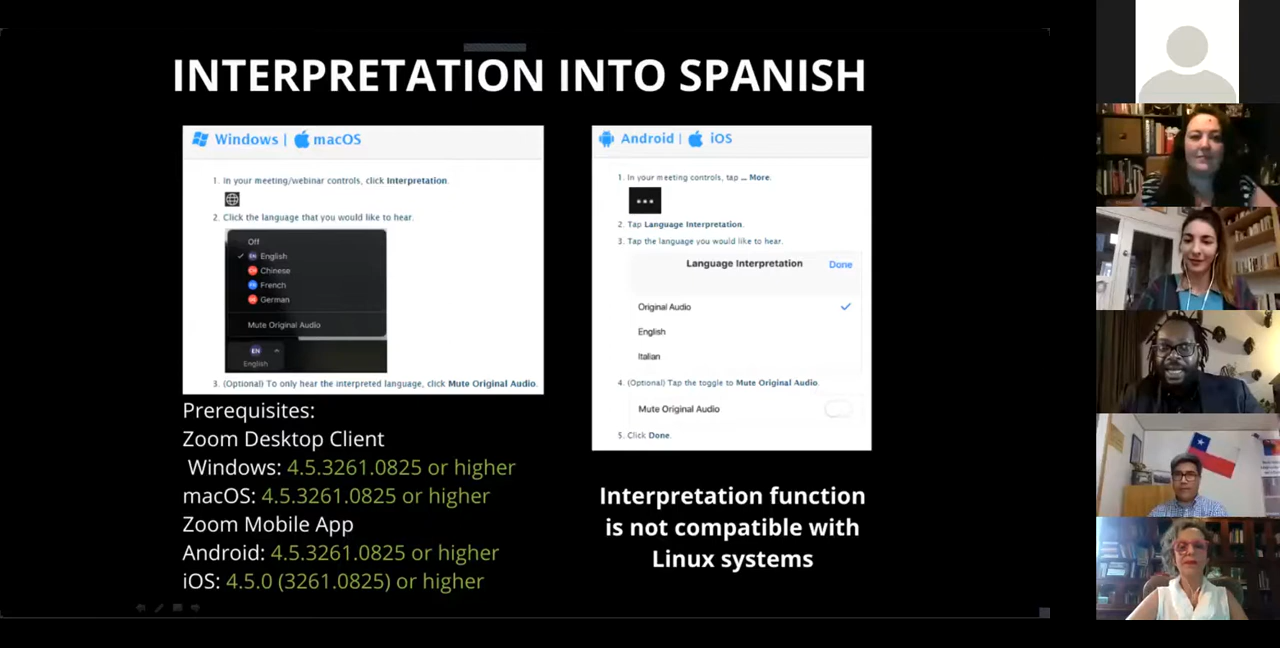 INTERPRETATION INTO SPANISH
Windows | macOS
1. In your meeting/webinar controls, click Interpretation.
2. Click the language that you would like to hear.
Off
✓ EN English
Chinese
French
German
Mute Original Audio
EN
English
3. (Optional) To only hear the interpreted language, click Mute Original Audio.
Prerequisites:
Zoom Desktop Client
Windows: 4.5.3261.0825 or higher
macOS: 4.5.3261.0825 or higher
Zoom Mobile App
Android: 4.5.3261.0825 or higher
iOS: 4.5.0 (3261.0825) or higher
Android | iOS
1. In your meeting controls, tap ... More.
2. Tap Language Interpretation.
3. Tap the language you would like to hear.
Language Interpretation Done
Original Audio
English
Italian
4. (Optional) Tap the toggle to Mute Original Audio.
Mute Original Audio
5. Click Done.
Interpretation function
is not compatible with
Linux systems